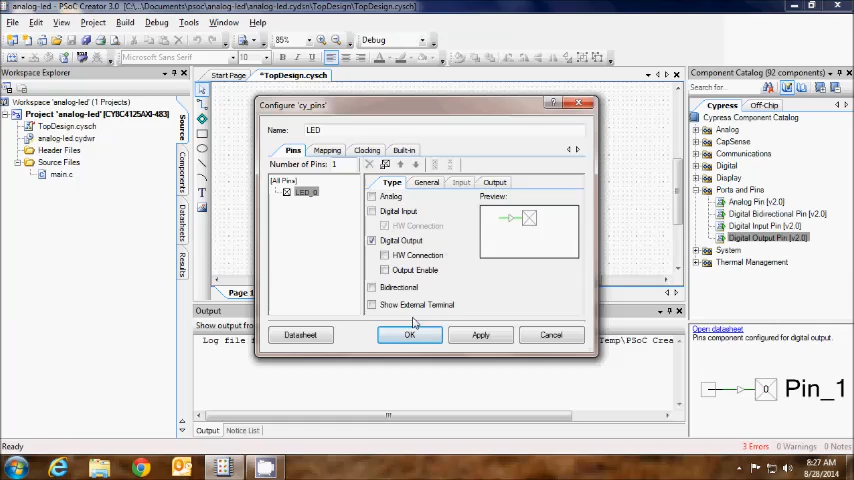 analog-led - PSoC Creator 3.0 [C:\...\Documents\psoc\analog-led\analog-led.cydsn\TopDesign\TopDesign.cysch]
File Edit View Project Build Debug Tools Window Help
85% Debug
Microsoft Sans Serif 10
Workspace Explorer
Workspace 'analog-led' (1 Projects)
Project 'analog-led' [CY8C4125AXI-483]
TopDesign.cysch
analog-led.cydwr
Header Files
Source Files
main.c
Source
Components
Datasheets
Results
Start Page *TopDesign.cysch
Page 1
Configure 'cy_pins'
Name: LED
Pins Mapping Clocking Built-in
Number of Pins: 1
[All Pins]
LED_0
Type General Input Output
Analog
Digital Input
HW Connection
Digital Output
HW Connection
Output Enable
Bidirectional
Show External Terminal
Preview:
Datasheet OK Apply Cancel
Output
Show output from
Log file f
Temp\PSoC Crea
Output Notice List
Component Catalog (92 components)
Search for...
Cypress Off-Chip
Cypress Component Catalog
Analog
CapSense
Communications
Digital
Display
Ports and Pins
Analog Pin [v2.0]
Digital Bidirectional Pin [v2.0]
Digital Input Pin [v2.0]
Digital Output Pin [v2.0]
System
Thermal Management
Open datasheet
Pins component configured for digital output.
0 Pin_1
Ready
3 Errors 0 Warnings 0 Notes
8:27 AM
8/28/2014